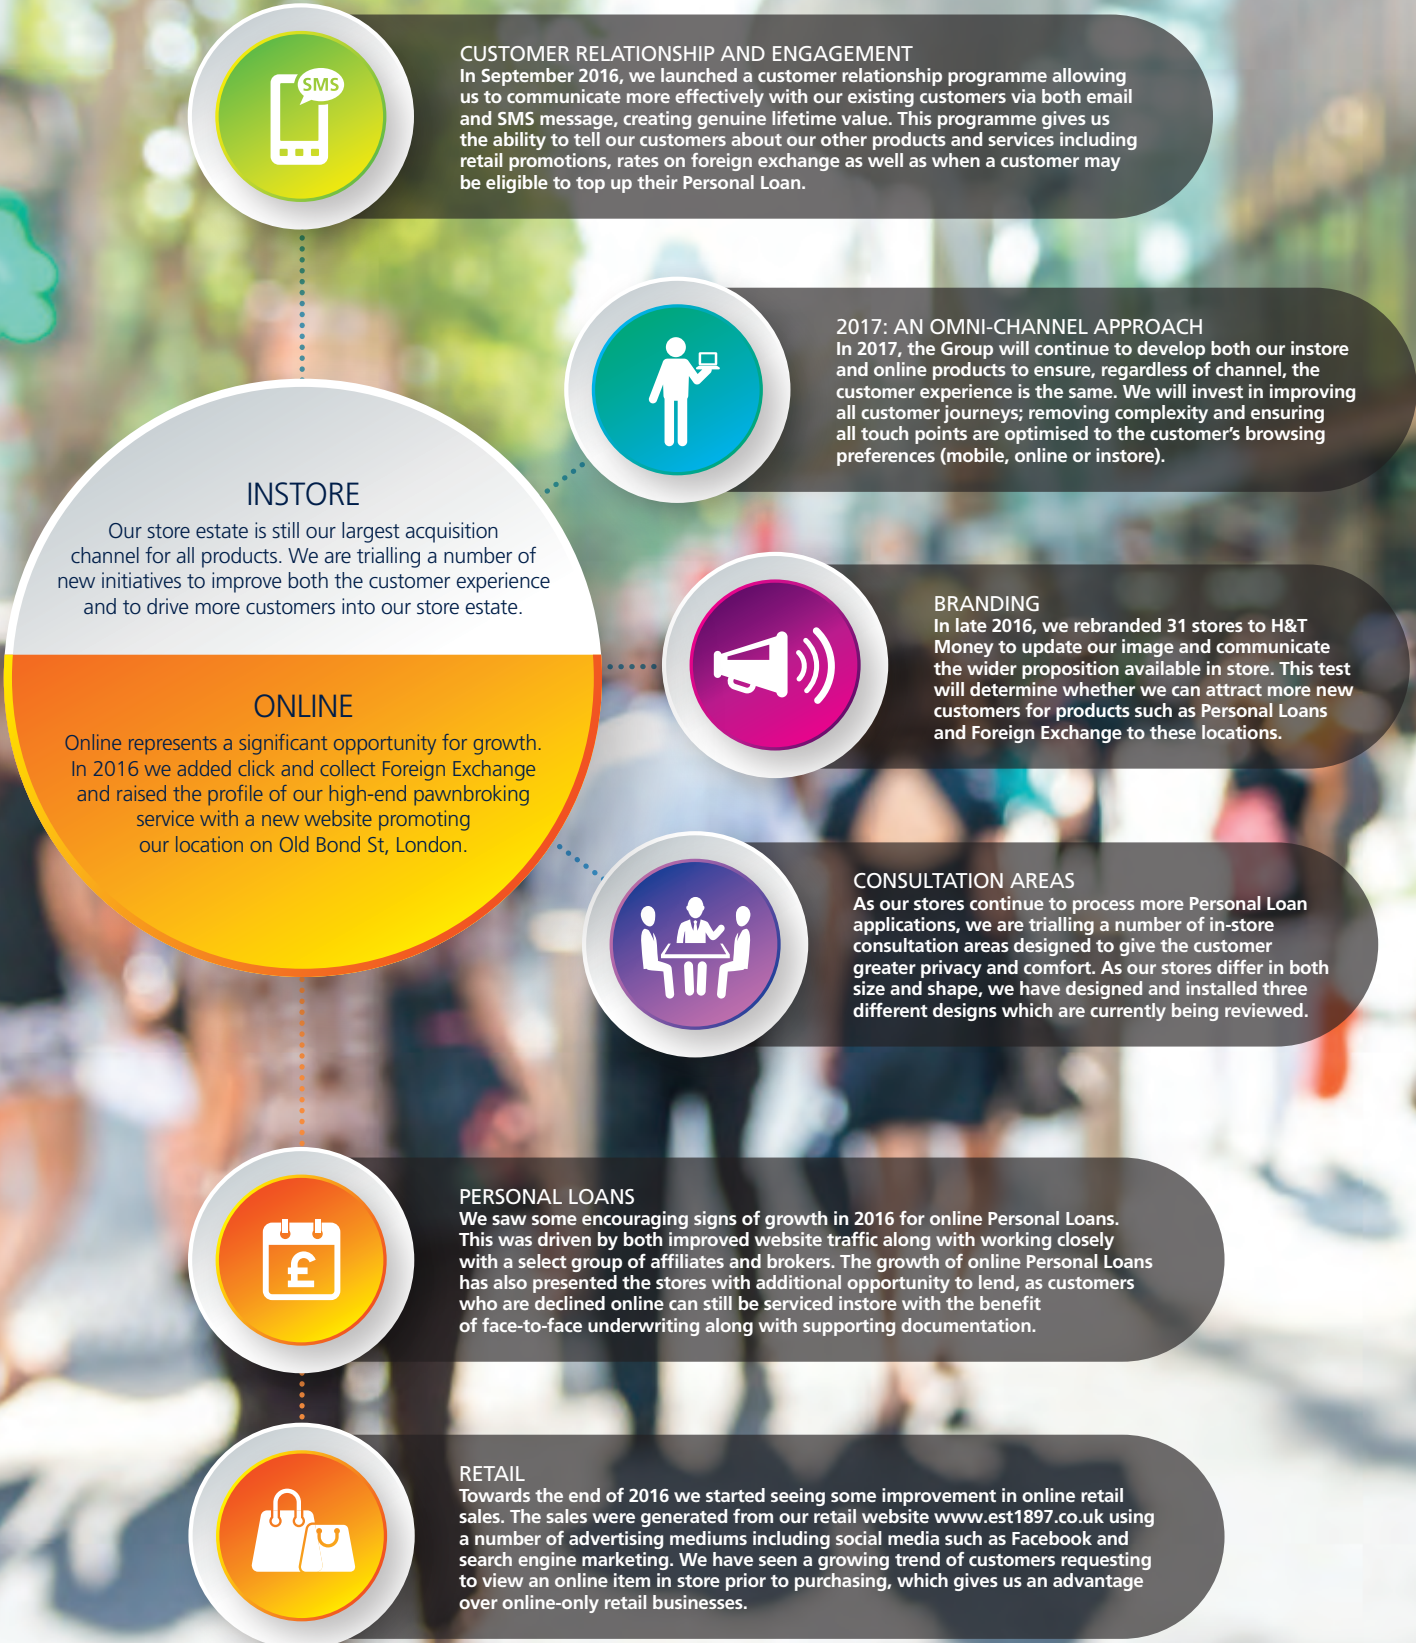 SMS
CUSTOMER RELATIONSHIP AND ENGAGEMENT
In September 2016, we launched a customer relationship programme allowing
us to communicate more effectively with our existing customers via both email
and SMS message, creating genuine lifetime value. This programme gives us
the ability to tell our customers about our other products and services including
retail promotions, rates on foreign exchange as well as when a customer may
be eligible to top up their Personal Loan.
2017: AN OMNI-CHANNEL APPROACH
In 2017, the Group will continue to develop both our instore
and online products to ensure, regardless of channel, the
customer experience is the same. We will invest in improving
all customer journeys; removing complexity and ensuring
all touch points are optimised to the customer's browsing
preferences (mobile, online or instore).
INSTORE
Our store estate is still our largest acquisition
channel for all products. We are trialling a number of
new initiatives to improve both the customer experience
and to drive more customers into our store estate.
BRANDING
In late 2016, we rebranded 31 stores to H&T
Money to update our image and communicate
the wider proposition available in store. This test
will determine whether we can attract more new
customers for products such as Personal Loans
and Foreign Exchange to these locations.
ONLINE
Online represents a significant opportunity for growth.
In 2016 we added click and collect Foreign Exchange
and raised the profile of our high-end pawnbroking
service with a new website promoting
our location on Old Bond St, London.
CONSULTATION AREAS
As our stores continue to process more Personal Loan
applications, we are trialling a number of in-store
consultation areas designed to give the customer
greater privacy and comfort. As our stores differ in both
size and shape, we have designed and installed three
different designs which are currently being reviewed.
£
PERSONAL LOANS
We saw some encouraging signs of growth in 2016 for online Personal Loans.
This was driven by both improved website traffic along with working closely
with a select group of affiliates and brokers. The growth of online Personal Loans
has also presented the stores with additional opportunity to lend, as customers
who are declined online can still be serviced instore with the benefit
of face-to-face underwriting along with supporting documentation.
RETAIL
Towards the end of 2016 we started seeing some improvement in online retail
sales. The sales were generated from our retail website www.est1897.co.uk using
a number of advertising mediums including social media such as Facebook and
search engine marketing. We have seen a growing trend of customers requesting
to view an online item in store prior to purchasing, which gives us an advantage
over online-only retail businesses.